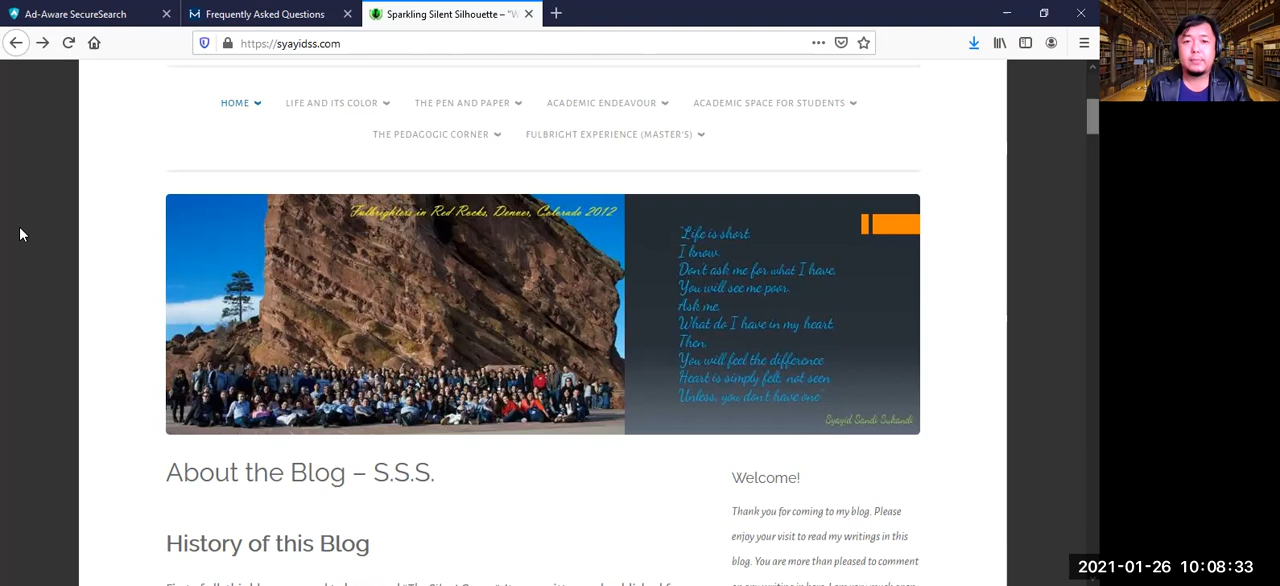 Ad-Aware SecureSearch
Frequently Asked Questions
Sparkling Silent Silhouette – "W
https://syayidss.com
HOME
LIFE AND ITS COLOR
THE PEN AND PAPER
ACADEMIC ENDEAVOUR
ACADEMIC SPACE FOR STUDENTS
THE PEDAGOGIC CORNER
FULBRIGHT EXPERIENCE (MASTER'S)
Fulbrighters in Red Rocks, Denver, Colorado 2012
"Life is short.
I know.
Don't ask me for what I have.
You will see me poor.
Ask me.
What do I have in my heart.
Then.
You will feel the difference
Heart is simply felt, not seen
Unless, you don't have one"
Syayid Sandi Sukandi
About the Blog – S.S.S.
History of this Blog
Welcome!
Thank you for coming to my blog. Please
enjoy your visit to read my writings in this
blog. You are more than pleased to comment
2021-01-26 10:08:33